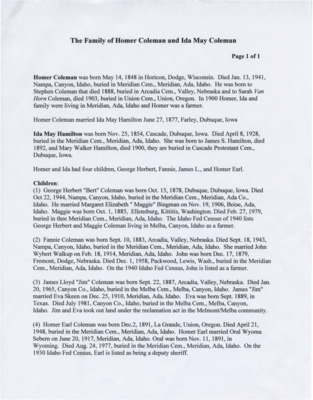 The Family of Homer Coleman and Ida May Coleman
Page 1 of 1
Homer Coleman was born May 14, 1848 in Horicon, Dodge, Wisconsin. Died Jan. 13, 1941,
Nampa, Canyon, Idaho, buried in Meridian Cem., Meridian, Ada, Idaho. He was born to
Stephen Coleman that died 1888, buried in Arcadia Cem., Valley, Nebraska and to Sarah Van
Horn Coleman, died 1903, buried in Union Cem., Union, Oregon. In 1900 Homer, Ida and
family were living in Meridian, Ada, Idaho and Homer was a farmer.
Homer Coleman married Ida May Hamilton June 27, 1877, Farley, Dubuque, Iowa
Ida May Hamilton was born Nov. 25, 1854, Cascade, Dubuque, Iowa. Died April 8, 1928,
buried in the Meridian Cem., Meridian, Ada, Idaho. She was born to James S. Hamilton, died
1892, and Mary Walker Hamilton, died 1900, they are buried in Cascade Protestant Cem.,
Dubuque, Iowa.
Homer and Ida had four children, George Herbert, Fannie, James L., and Homer Earl.
Children:
(1) George Herbert "Bert" Coleman was born Oct. 15, 1878, Dubuque, Dubuque, Iowa. Died
Oct 22, 1944, Nampa, Canyon, Idaho, buried in the Meridian Cem., Meridian, Ada Co.,
Idaho. He married Margaret Elizabeth " Maggie" Bingman on Nov. 19, 1906, Boise, Ada,
Idaho. Maggie was born Oct. 1, 1885, Ellensburg, Kittitis, Washington. Died Feb. 27, 1979,
buried in thee Meridian Cem., Meridian, Ada, Idaho. The Idaho Fed Census of 1940 lists
George Herbert and Maggie Coleman living in Melba, Canyon, Idaho as a farmer.
(2) Fannie Coleman was born Sept. 10, 1883, Arcadia, Valley, Nebraska. Died Sept. 18, 1943,
Nampa, Canyon, Idaho, buried in the Meridian Cem., Meridian, Ada, Idaho. She married John
Wybert Walkup on Feb. 18, 1914, Meridian, Ada, Idaho. John was born Dec. 17, 1879,
Fremont, Dodge, Nebraska. Died Dec. 1, 1958, Packwood, Lewis, Wash., buried in the Meridian
Cem., Meridian, Ada, Idaho. On the 1940 Idaho Fed Census, John is listed as a farmer.
(3) James Lloyd "Jim" Coleman was born Sept. 22, 1887, Arcadia, Valley, Nebraska. Died Jan.
20, 1965, Canyon Co., Idaho, buried in the Melba Cem., Melba, Canyon, Idaho. James "Jim"
married Eva Skeen on Dec. 25, 1910, Meridian, Ada, Idaho. Eva was born Sept. 1889, in
Texas. Died July 1981, Canyon Co, Idaho, buried in the Melba Cem., Melba, Canyon,
Idaho. Jim and Eva took out land under the reclamation act in the Melmont/Melba community.
(4) Homer Earl Coleman was born Dec.2, 1891, La Grande, Union, Oregon. Died April 21,
1948, buried in the Meridian Cem., Meridian, Ada, Idaho. Homer Earl married Oral Wyoma
Sebern on June 20, 1917, Meridian, Ada, Idaho. Oral was born Nov. 11, 1891, in
Wyoming. Died Aug. 24, 1977, buried in the Meridian Cem., Meridian, Ada, Idaho. On the
1930 Idaho Fed Census, Earl is listed as being a deputy sheriff.